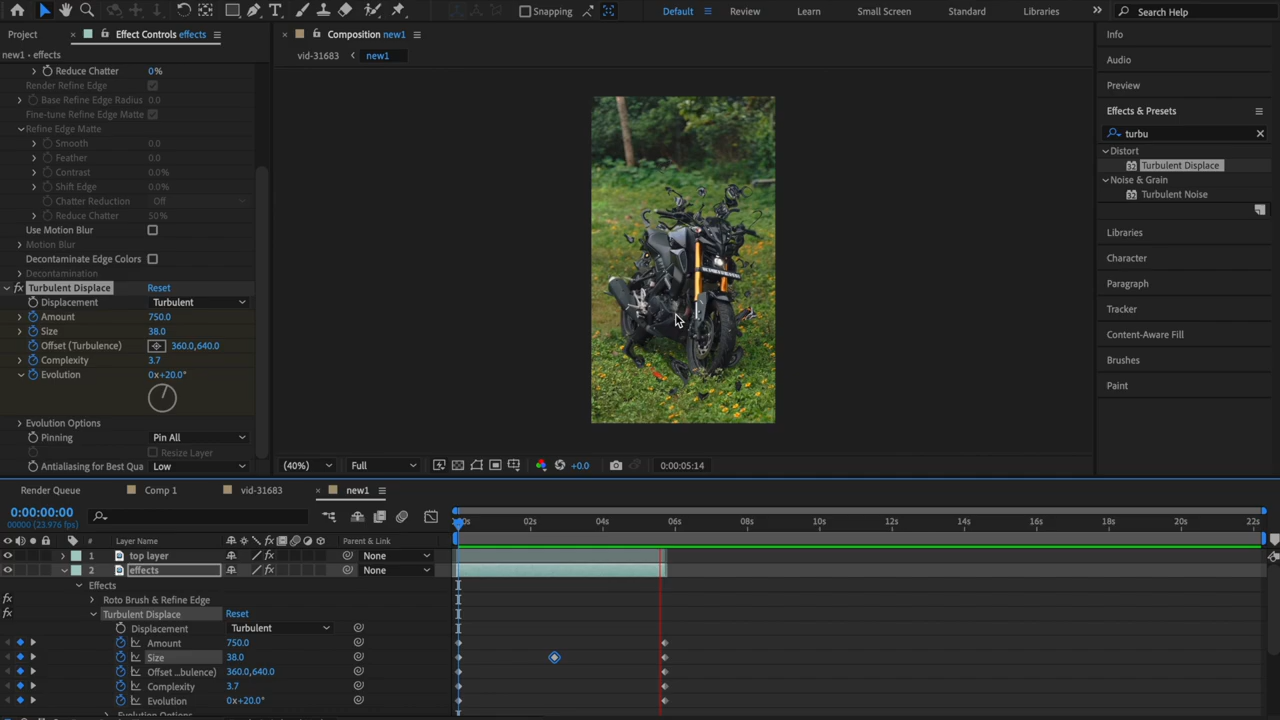 Snapping
Default
Review
Learn
Small Screen
Standard
Libraries
Search Help
Project
Effect Controls effects
Composition new1
new1 - effects
vid-31683
new1
Reduce Chatter 0%
Render Refine Edge
Base Refine Edge Radius 0.0
Fine-tune Refine Edge Matte
Refine Edge Matte
Smooth 0.0
Feather 0.0
Contrast 0.0%
Shift Edge 0.0%
Chatter Reduction Off
Reduce Chatter 50 %
Use Motion Blur
Motion Blur
Decontaminate Edge Colors
Decontamination
fx Turbulent Displace Reset
Displacement Turbulent
Amount 750.0
Size 38.0
Offset (Turbulence) 360.0,640.0
Complexity 3.7
Evolution 0x+20.0°
Evolution Options
Pinning Pin All
Resize Layer
Antialiasing for Best Qua Low
(40%) Full +0.0 0:00:05:14
Info
Audio
Preview
Effects & Presets
turbu
Distort
Turbulent Displace
Noise & Grain
Turbulent Noise
Libraries
Character
Paragraph
Tracker
Content-Aware Fill
Brushes
Paint
Render Queue
Comp 1
vid-31683
new1
0:00:00:00
00000 (23.976 fps)
02s 04s 06s 08s 10s 12s 14s 16s 18s 20s 22s
# Layer Name Parent & Link
1 top layer None
2 effects None
Effects
fx Roto Brush & Refine Edge
fx Turbulent Displace Reset
Displacement Turbulent
Amount 750.0
Size 38.0
Offset ...bulence) 360.0,640.0
Complexity 3.7
Evolution 0x+20.0°